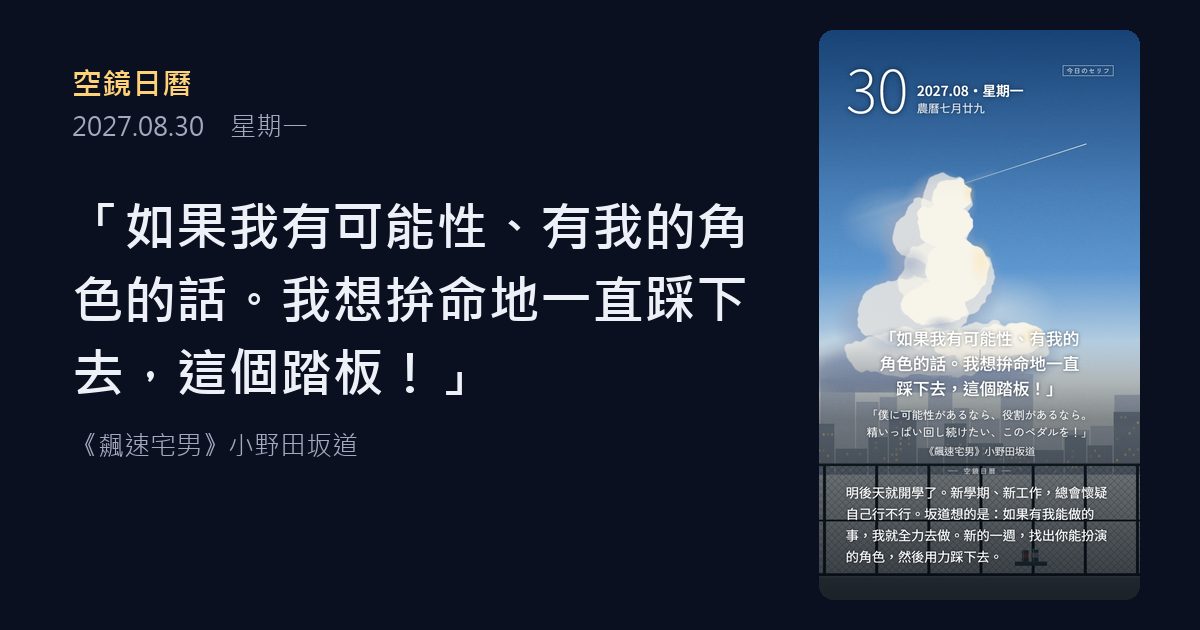 空鏡日曆
2027.08.30 星期一
「如果我有可能性、有我的角
色的話。我想拚命地一直踩下
去，這個踏板！」
《飆速宅男》小野田坂道
30
2027.08・星期一
農曆七月廿九
今日のセリフ
「如果我有可能性、有我的
角色的話。我想拚命地一直
踩下去，這個踏板！」
「僕に可能性があるなら、役割があるなら。
精いっぱい回し続けたい、このペダルを！」
《飆速宅男》小野田坂道
— 空鏡日曆 —
明後天就開學了。新學期、新工作，總會懷疑
自己行不行。坂道想的是：如果有我能做的
事，我就全力去做。新的一週，找出你能扮演
的角色，然後用力踩下去。